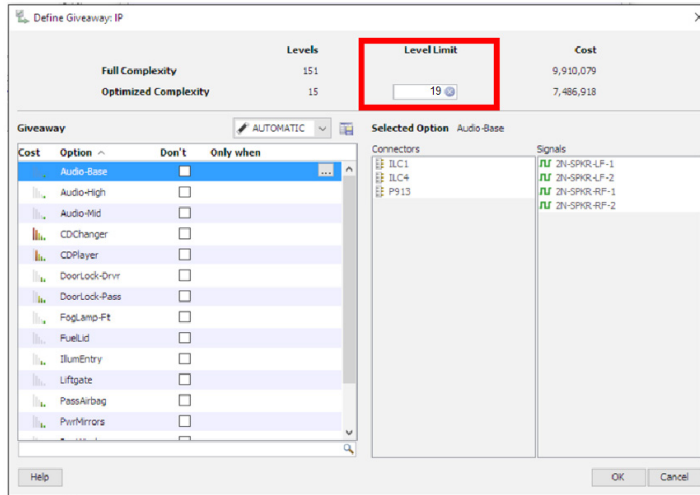 Define Giveaway: IP
Levels Level Limit Cost
Full Complexity 151 9,910,079
Optimized Complexity 15 19 7,486,918
Giveaway AUTOMATIC Selected Option Audio-Base
Cost Option Don't Only when
Connectors Signals
Audio-Base ...
ILC1 2N-SPKR-LF-1
ILC4 2N-SPKR-LF-2
P913 2N-SPKR-RF-1
2N-SPKR-RF-2
Audio-High
Audio-Mid
CDChanger
CDPlayer
DoorLock-Drvr
DoorLock-Pass
FogLamp-Ft
FuelLid
IllumEntry
Liftgate
PassAirbag
PwrMirrors
Help OK Cancel